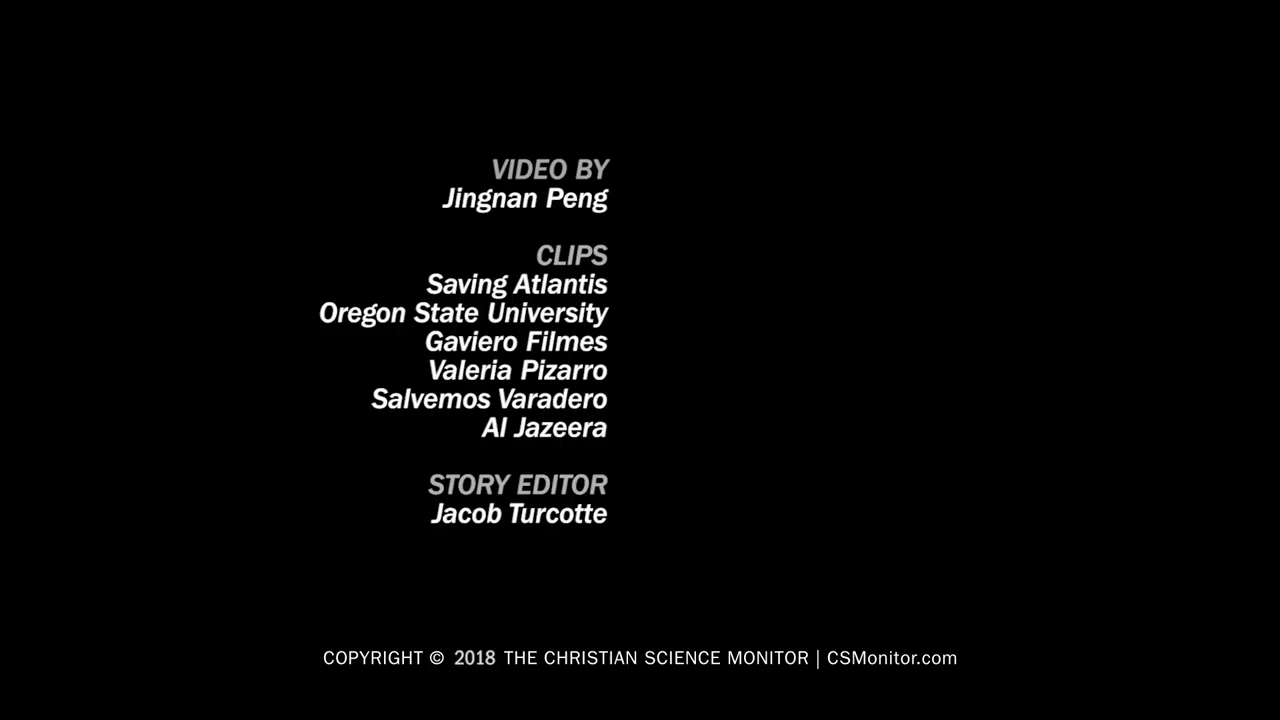 VIDEO BY
Jingnan Peng
CLIPS
Saving Atlantis
Oregon State University
Gaviero Filmes
Valeria Pizarro
Salvemos Varadero
Al Jazeera
STORY EDITOR
Jacob Turcotte
COPYRIGHT © 2018 THE CHRISTIAN SCIENCE MONITOR | CSMonitor.com